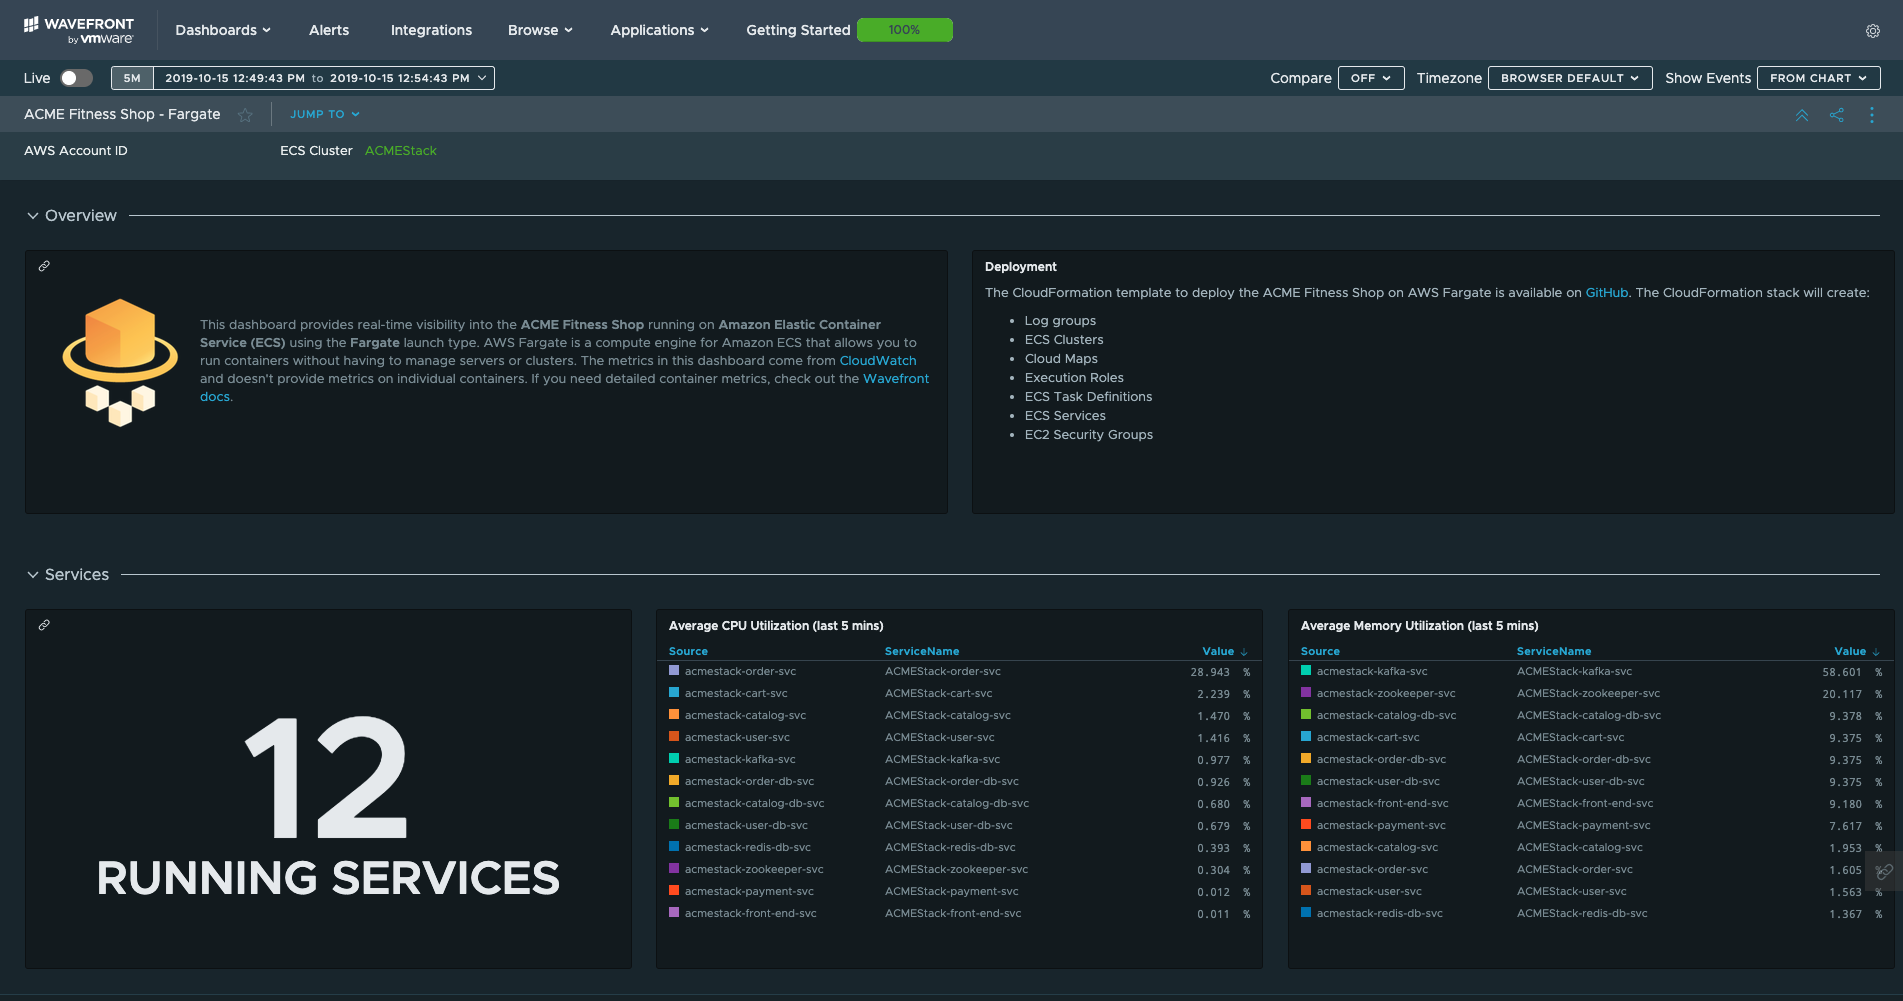 WAVEFRONT
by vmware
Dashboards
Alerts
Integrations
Browse
Applications
Getting Started
100%
Live
5M
2019-10-15 12:49:43 PM to 2019-10-15 12:54:43 PM
Compare
OFF
Timezone
BROWSER DEFAULT
Show Events
FROM CHART
ACME Fitness Shop - Fargate
JUMP TO
AWS Account ID
ECS Cluster ACMEStack
Overview
This dashboard provides real-time visibility into the ACME Fitness Shop running on Amazon Elastic Container
Service (ECS) using the Fargate launch type. AWS Fargate is a compute engine for Amazon ECS that allows you to
run containers without having to manage servers or clusters. The metrics in this dashboard come from CloudWatch
and doesn't provide metrics on individual containers. If you need detailed container metrics, check out the Wavefront
docs.
Deployment
The CloudFormation template to deploy the ACME Fitness Shop on AWS Fargate is available on GitHub. The CloudFormation stack will create:
• Log groups
• ECS Clusters
• Cloud Maps
• Execution Roles
• ECS Task Definitions
• ECS Services
• EC2 Security Groups
Services
12
RUNNING SERVICES
Average CPU Utilization (last 5 mins)
Source ServiceName Value ↓
acmestack-order-svc ACMEStack-order-svc 28.943 %
acmestack-cart-svc ACMEStack-cart-svc 2.239 %
acmestack-catalog-svc ACMEStack-catalog-svc 1.470 %
acmestack-user-svc ACMEStack-user-svc 1.416 %
acmestack-kafka-svc ACMEStack-kafka-svc 0.977 %
acmestack-order-db-svc ACMEStack-order-db-svc 0.926 %
acmestack-catalog-db-svc ACMEStack-catalog-db-svc 0.680 %
acmestack-user-db-svc ACMEStack-user-db-svc 0.679 %
acmestack-redis-db-svc ACMEStack-redis-db-svc 0.393 %
acmestack-zookeeper-svc ACMEStack-zookeeper-svc 0.304 %
acmestack-payment-svc ACMEStack-payment-svc 0.012 %
acmestack-front-end-svc ACMEStack-front-end-svc 0.011 %
Average Memory Utilization (last 5 mins)
Source ServiceName Value ↓
acmestack-kafka-svc ACMEStack-kafka-svc 58.601 %
acmestack-zookeeper-svc ACMEStack-zookeeper-svc 20.117 %
acmestack-catalog-db-svc ACMEStack-catalog-db-svc 9.378 %
acmestack-cart-svc ACMEStack-cart-svc 9.375 %
acmestack-order-db-svc ACMEStack-order-db-svc 9.375 %
acmestack-user-db-svc ACMEStack-user-db-svc 9.375 %
acmestack-front-end-svc ACMEStack-front-end-svc 9.180 %
acmestack-payment-svc ACMEStack-payment-svc 7.617 %
acmestack-catalog-svc ACMEStack-catalog-svc 1.953 %
acmestack-order-svc ACMEStack-order-svc 1.605 %
acmestack-user-svc ACMEStack-user-svc 1.563 %
acmestack-redis-db-svc ACMEStack-redis-db-svc 1.367 %